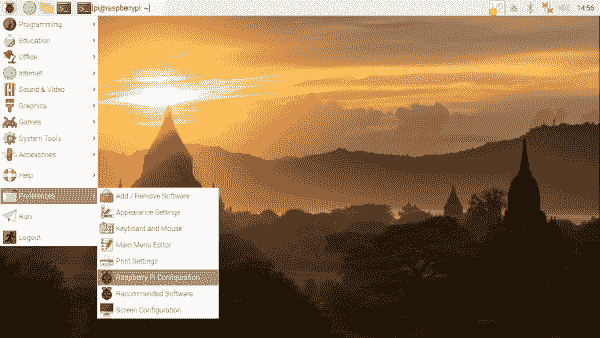 [pi@raspberrypi: ~]
14:56
Programming
Education
Office
Internet
Sound & Video
Graphics
Games
System Tools
Accessories
Help
Preferences
Run
Logout
Add / Remove Software
Appearance Settings
Keyboard and Mouse
Main Menu Editor
Print Settings
Raspberry Pi Configuration
Recommended Software
Screen Configuration